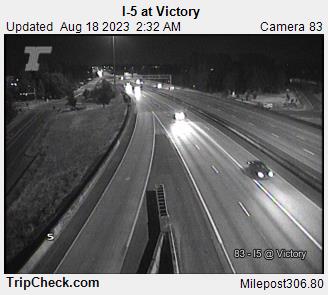 I-5 at Victory
Updated Aug 18 2023 2:32 AM Camera 83
T
5
83 - I5 @ Victory
TripCheck.com Milepost306.80